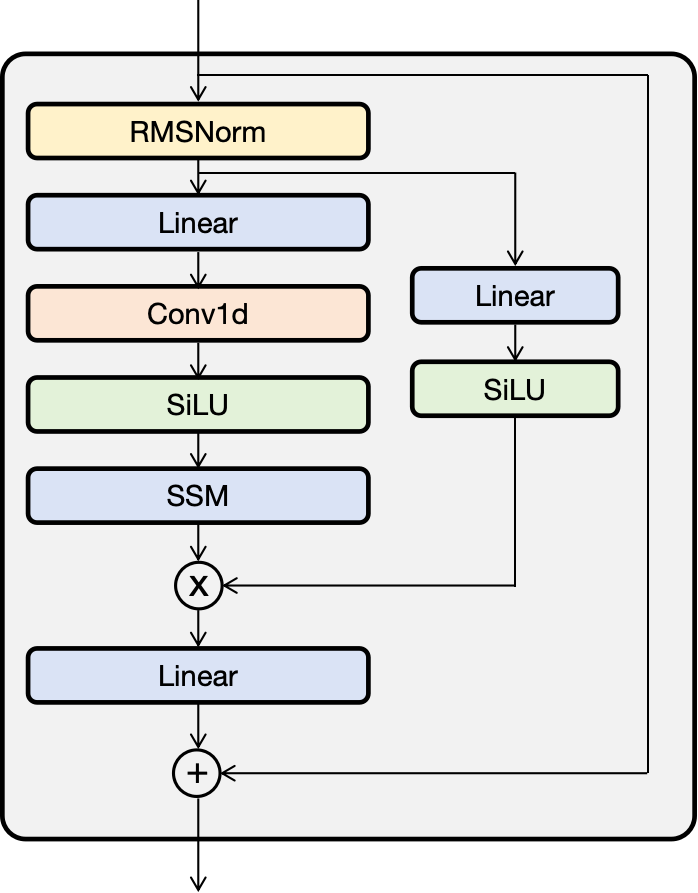 RMSNorm
Linear
Conv1d
Linear
SiLU
SiLU
SSM
x
Linear
+